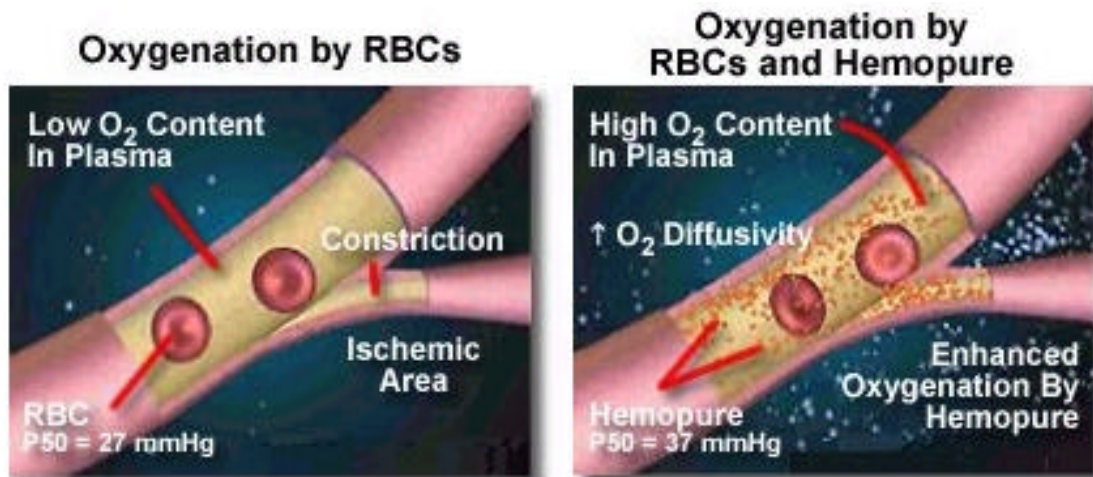 Oxygenation by RBCs
Low O₂ Content
In Plasma
Constriction
Ischemic
Area
RBC
P50 = 27 mmHg
Oxygenation by
RBCs and Hemopure
High O₂ Content
In Plasma
↑ O₂ Diffusivity
Hemopure
P50 = 37 mmHg
Enhanced
Oxygenation By
Hemopure